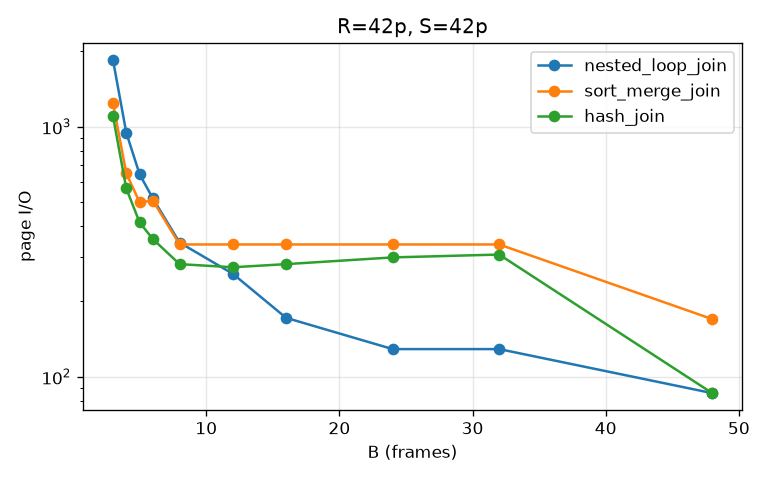 R=42p, S=42p
nested_loop_join
sort_merge_join
hash_join
page I/O
10³
10²
10 20 30 40 50
B (frames)